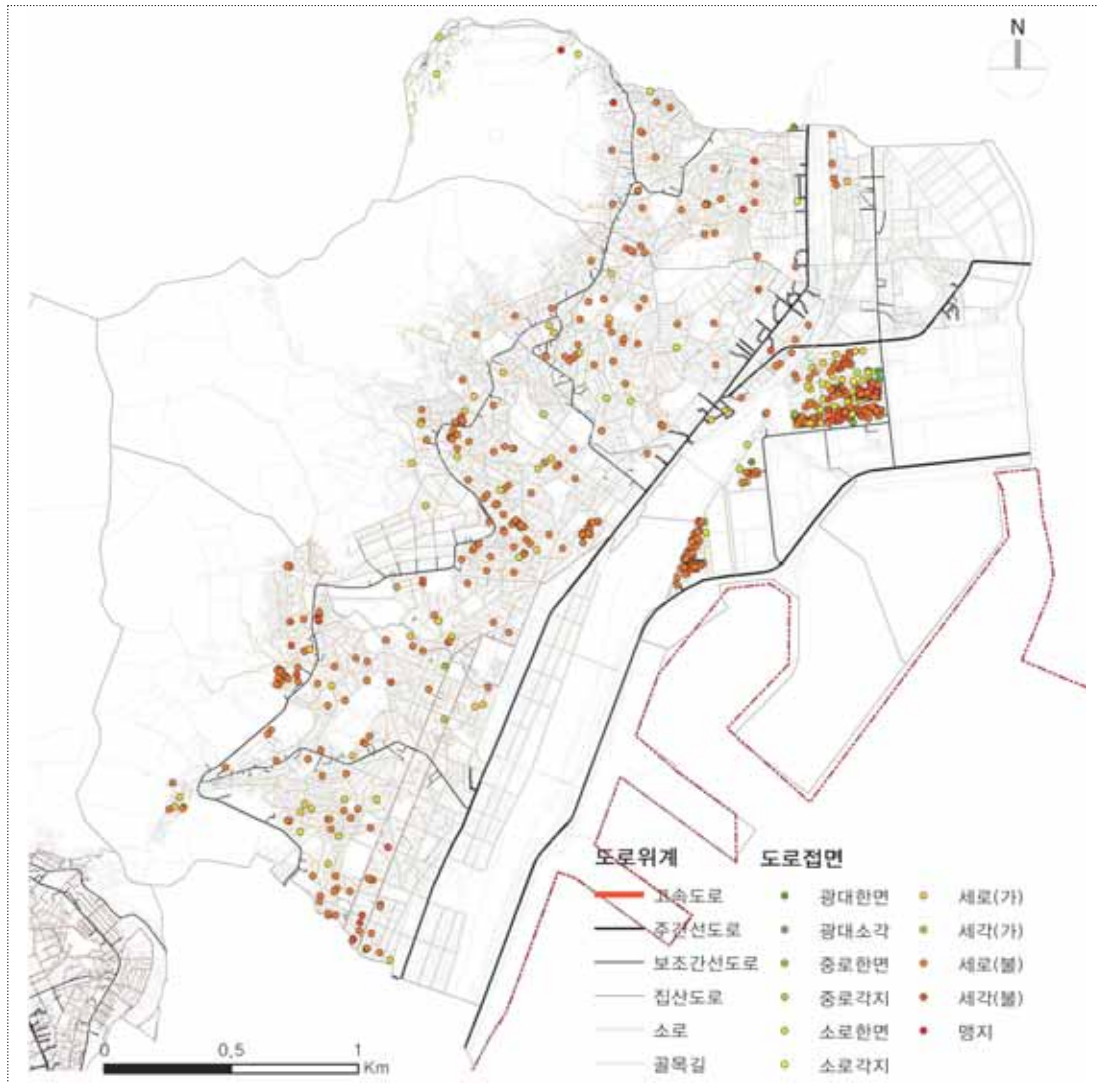 N
도로위계 도로접면
고속도로 광대한면 세로(가)
주간선도로 광대소각 세각(가)
보조간선도로 중로한면 세로(불)
집산도로 중로각지 세각(불)
소로 소로한면 맹지
골목길 소로각지
0 0.5 1
Km